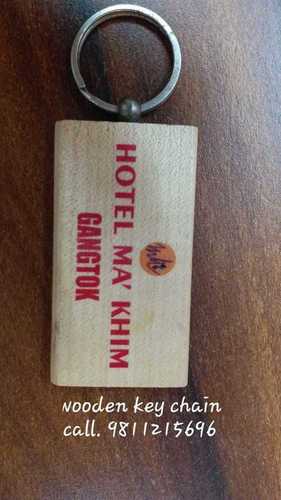 HOTEL MA' KHIM
GANGTOK
wooden key chain
call. 9811215696